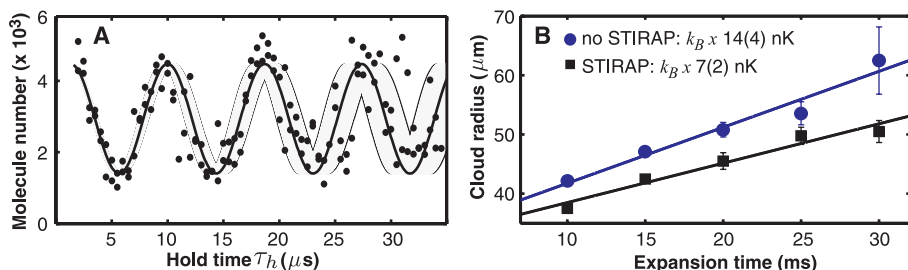 A
Molecule number (x 10³)
6
4
2
0
5 10 15 20 25 30
Hold time τh (μs)
B
no STIRAP: kB x 14(4) nK
STIRAP: kB x 7(2) nK
Cloud radius (μm)
70
60
50
40
10 15 20 25 30
Expansion time (ms)